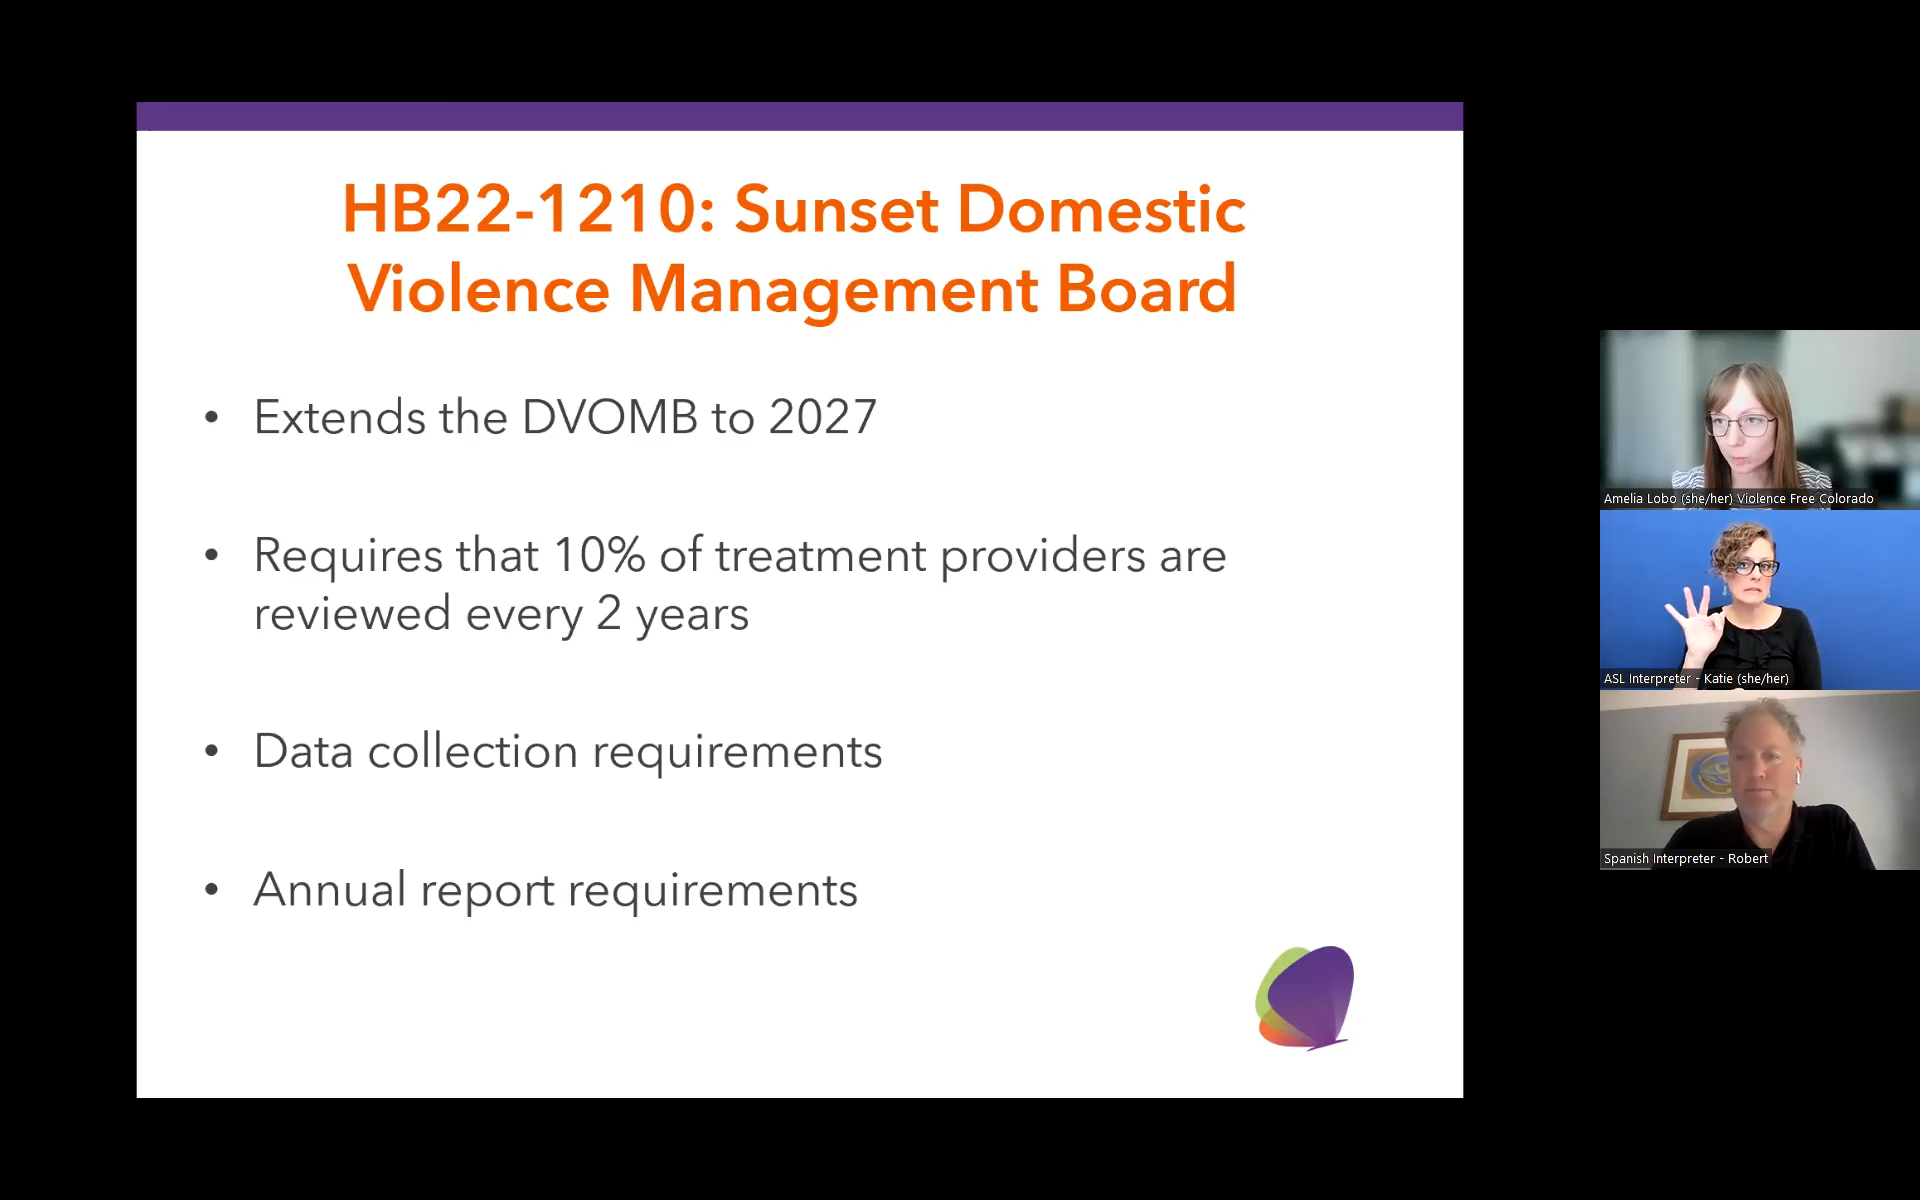 HB22-1210: Sunset Domestic
Violence Management Board
• Extends the DVOMB to 2027
• Requires that 10% of treatment providers are
reviewed every 2 years
• Data collection requirements
• Annual report requirements
Amelia Lobo (she/her) Violence Free Colorado
ASL Interpreter - Katie (she/her)
Spanish Interpreter - Robert